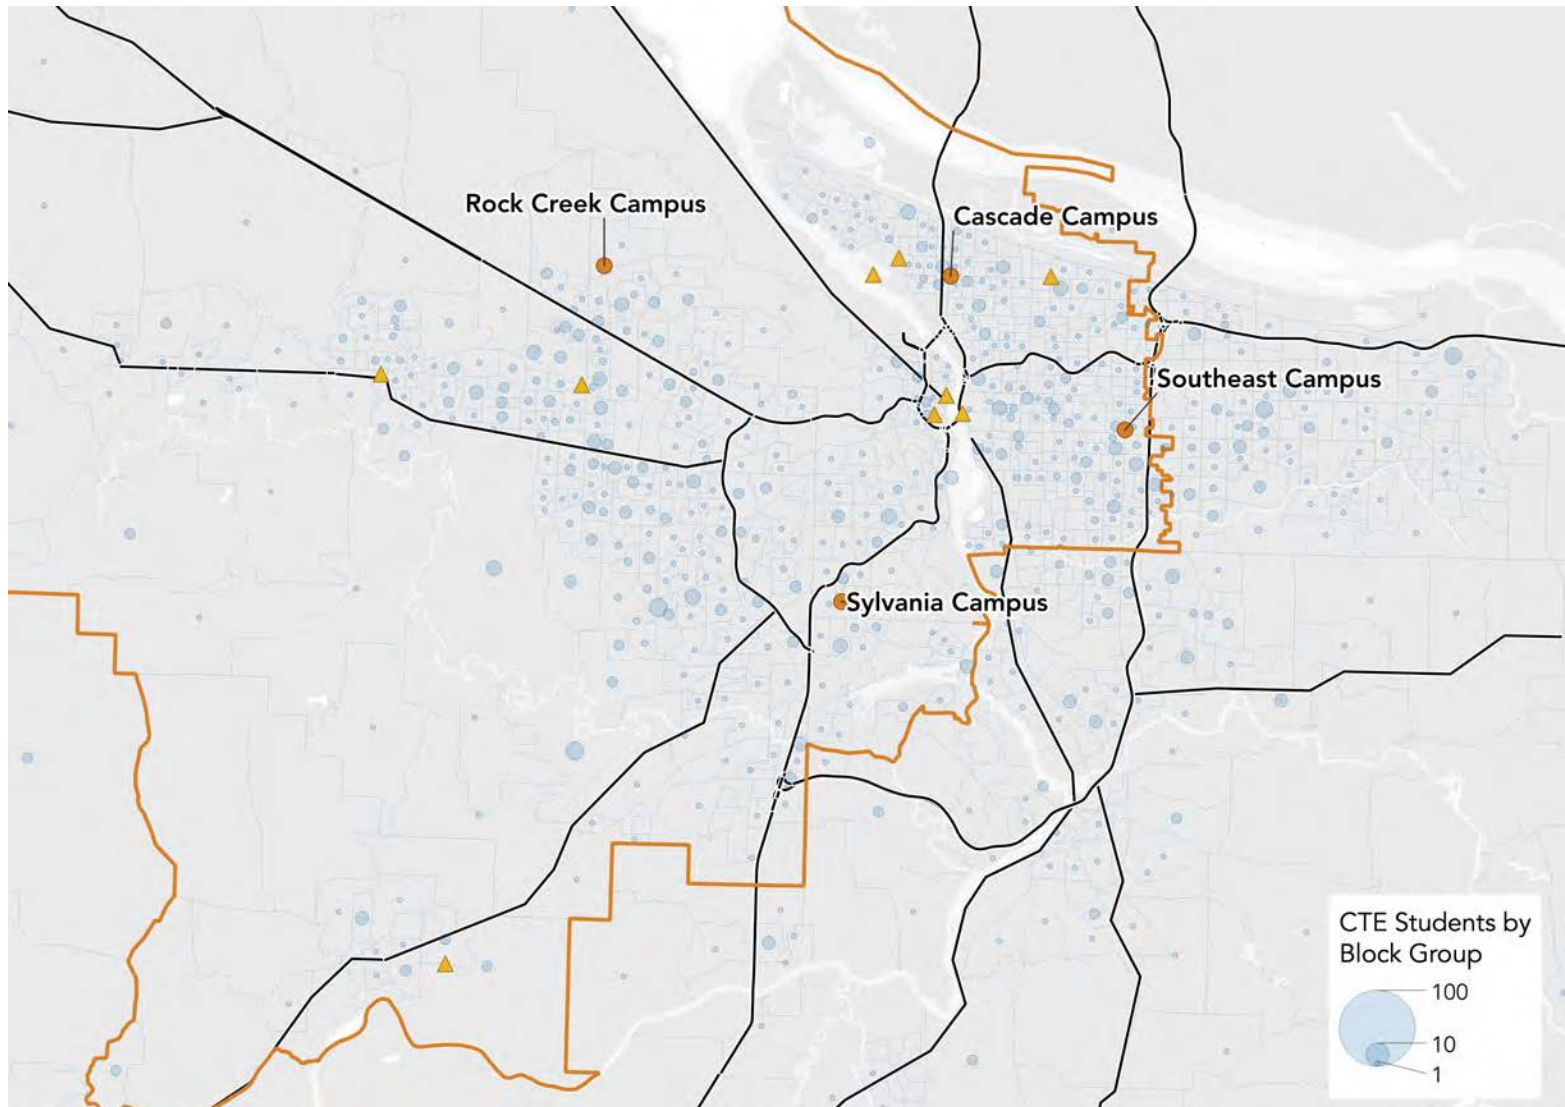 Rock Creek Campus
Cascade Campus
Southeast Campus
Sylvania Campus
CTE Students by
Block Group
100
10
1